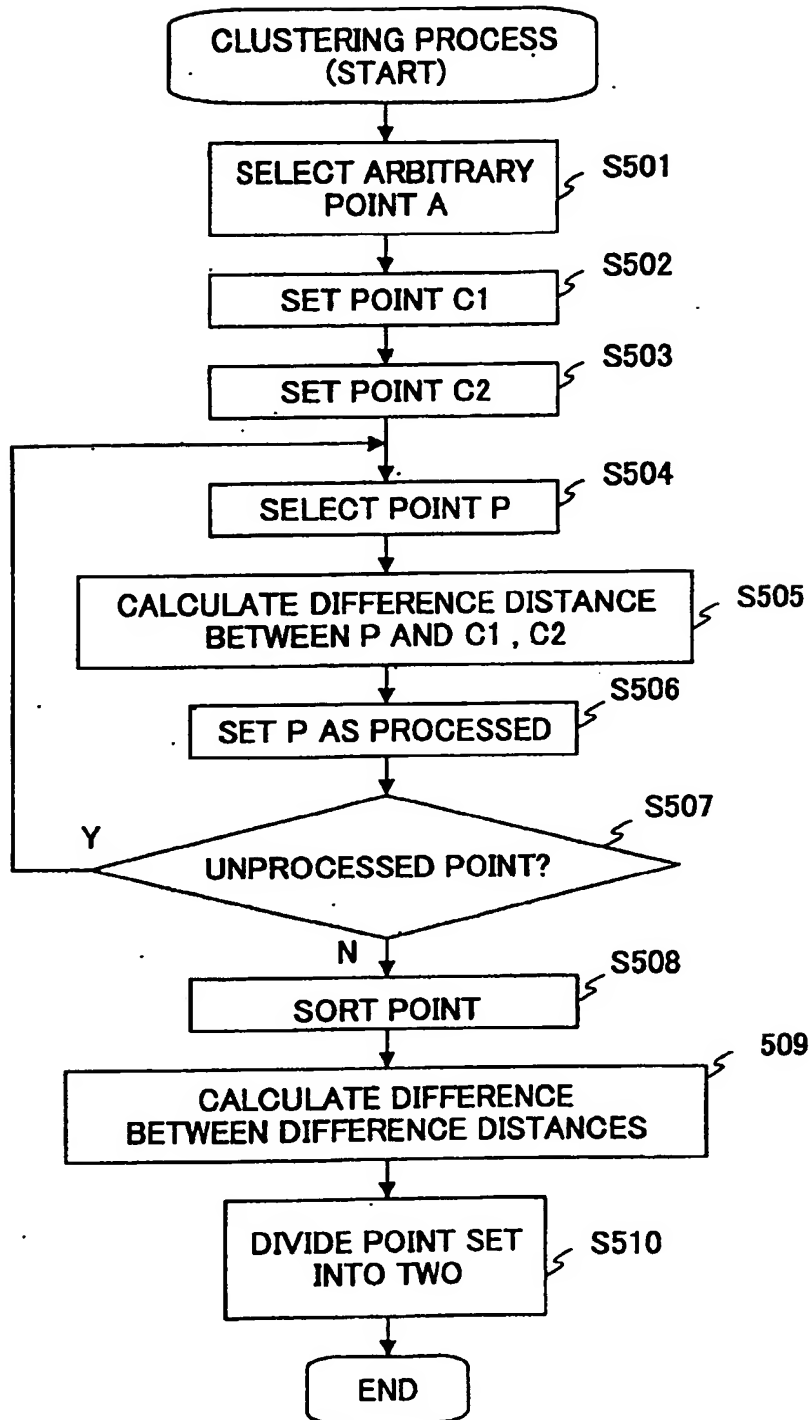 CLUSTERING PROCESS
(START)
SELECT ARBITRARY
POINT A
S501
SET POINT C1
S502
SET POINT C2
S503
SELECT POINT P
S504
CALCULATE DIFFERENCE DISTANCE
BETWEEN P AND C1 , C2
S505
SET P AS PROCESSED
S506
UNPROCESSED POINT?
S507
Y
N
SORT POINT
S508
CALCULATE DIFFERENCE
BETWEEN DIFFERENCE DISTANCES
509
DIVIDE POINT SET
INTO TWO
S510
END